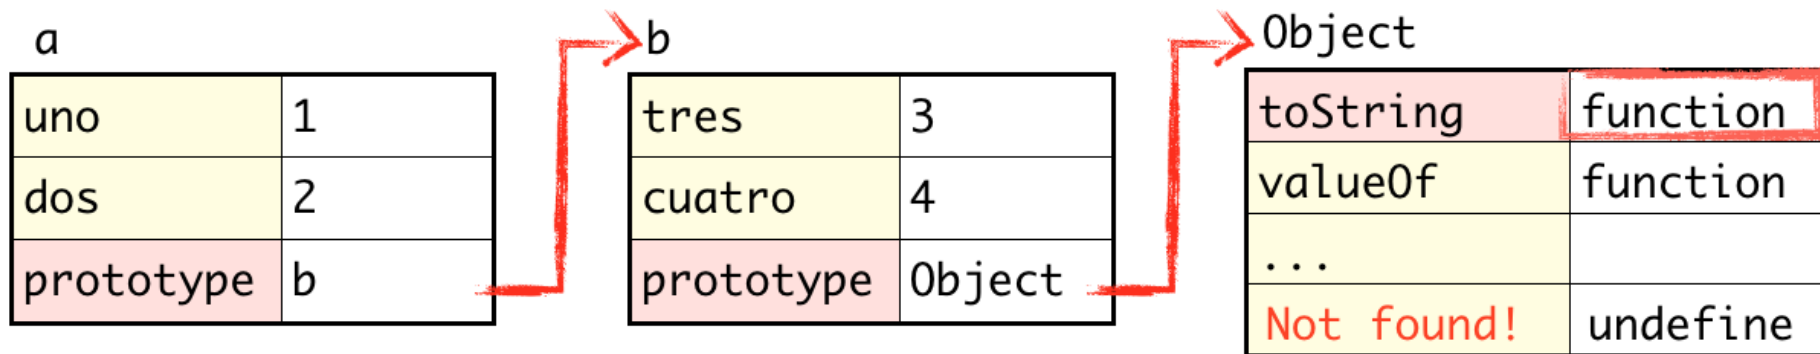 a
uno 1
dos 2
prototype b
b
tres 3
cuatro 4
prototype Object
Object
toString function
valueOf function
...
Not found! undefine